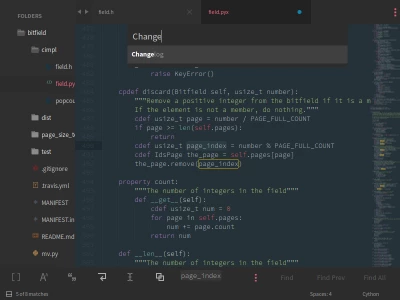 FOLDERS
bitfield
cimpl
field.h
field.py
popcou
dist
page_size_b
test
.gitignore
.travis.yml
MANIFEST
MANIFEST.in
README.md
mv.py
field.h
field.pyx
Change
Changelog
raise KeyError()
cpdef discard(Bitfield self, usize_t number):
"""Remove a positive integer from the bitfield if it is a m
If the element is not a member, do nothing."""
cdef usize_t page = number / PAGE_FULL_COUNT
if page >= len(self.pages):
return
cdef usize_t page_index = number % PAGE_FULL_COUNT
cdef IdsPage the_page = self.pages[page]
the_page.remove(page_index)
property count:
"""The number of integers in the field"""
def __get__(self):
cdef usize_t num = 0
for page in self.pages:
num += page.count
return num
def __len__(self):
"""The number of integers in the field"""
page_index
Find
Find Prev
Find All
5 of 8 matches
Spaces: 4
Cython